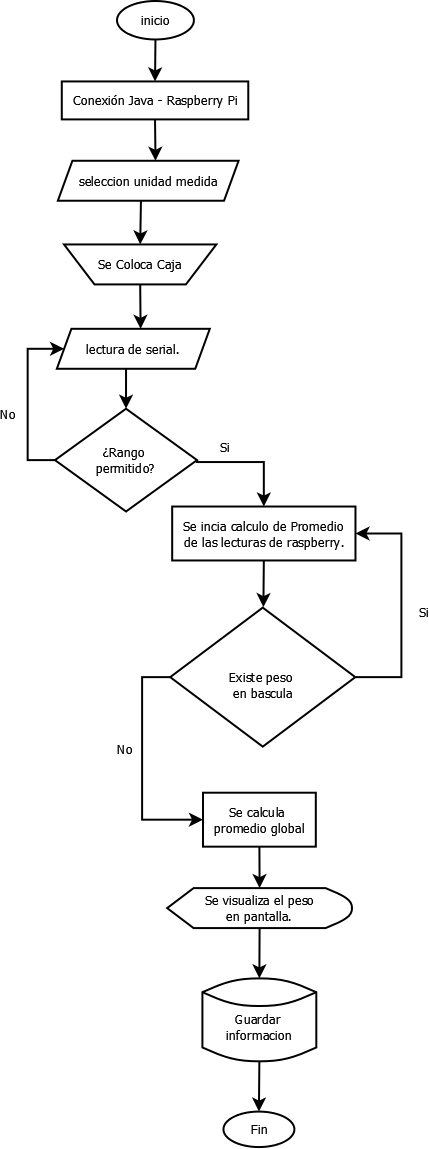 inicio
Conexión Java - Raspberry Pi
seleccion unidad medida
Se Coloca Caja
lectura de serial.
No
¿Rango
permitido?
Si
Se incia calculo de Promedio
de las lecturas de raspberry.
Si
Existe peso
en bascula
No
Se calcula
promedio global
Se visualiza el peso
en pantalla.
Guardar
informacion
Fin